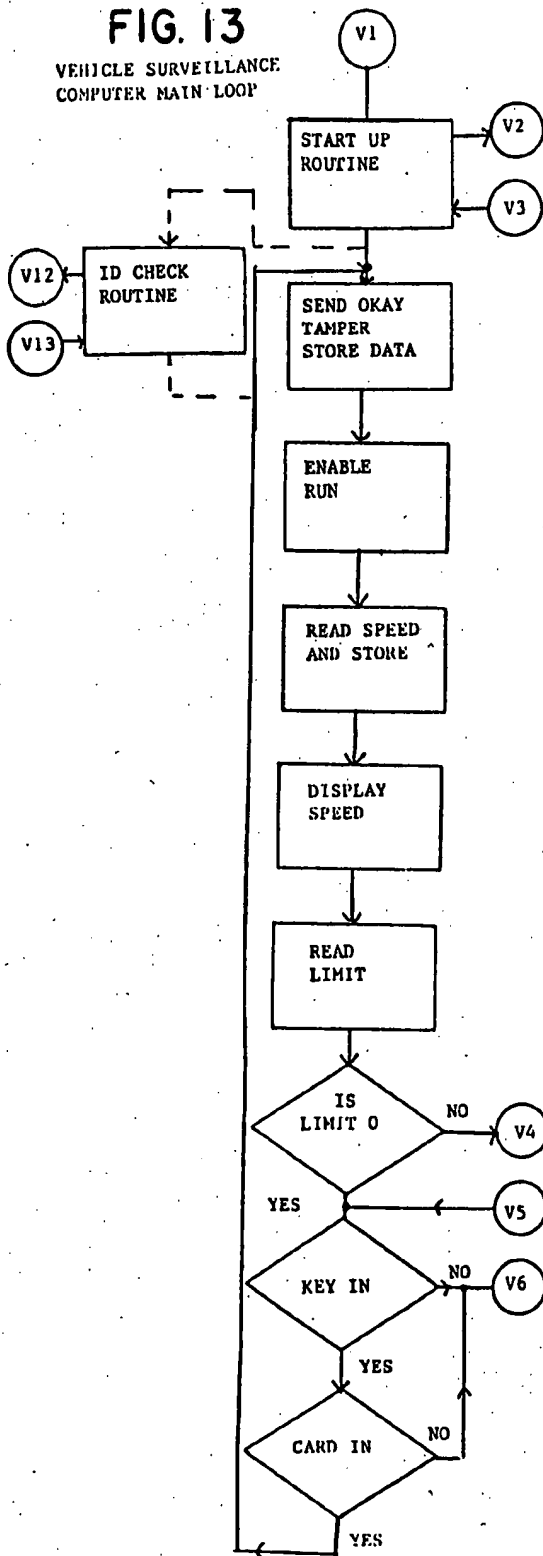 FIG. 13
VEHICLE SURVEILLANCE
COMPUTER MAIN LOOP
V1
START UP
ROUTINE
V2
V3
V12
ID CHECK
ROUTINE
V13
SEND OKAY
TAMPER
STORE DATA
ENABLE
RUN
READ SPEED
AND STORE
DISPLAY
SPEED
READ
LIMIT
IS
LIMIT 0
NO
V4
YES
V5
KEY IN
NO
V6
YES
CARD IN
NO
YES